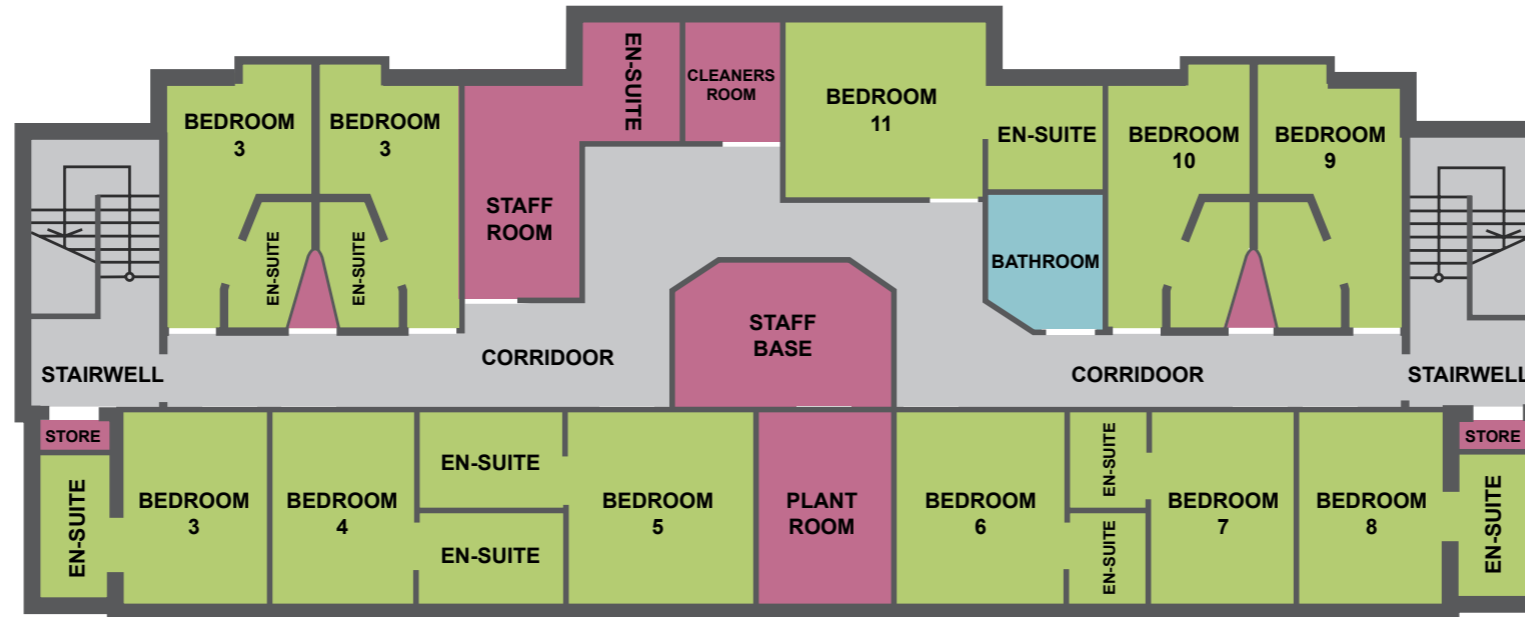 EN-SUITE
CLEANERS
ROOM
BEDROOM
11
BEDROOM
3
BEDROOM
3
EN-SUITE
BEDROOM
10
BEDROOM
9
STAFF
ROOM
EN-SUITE
EN-SUITE
BATHROOM
STAFF
BASE
CORRIDOOR
CORRIDOOR
STAIRWELL
STAIRWELL
STORE
STORE
EN-SUITE
BEDROOM
3
BEDROOM
4
EN-SUITE
EN-SUITE
BEDROOM
5
PLANT
ROOM
BEDROOM
6
EN-SUITE
EN-SUITE
BEDROOM
7
BEDROOM
8
EN-SUITE